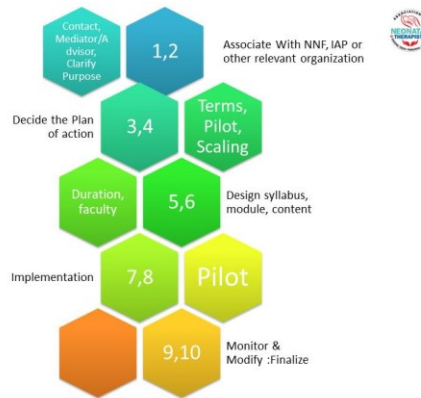 Contact,
Mediator/A
dvisor,
Clarify
Purpose
1,2
Associate With NNF, IAP or
other relevant organization
NEONATAL
THERAPISTS
Decide the Plan
of action
3,4
Terms,
Pilot,
Scaling
Duration,
faculty
5,6
Design syllabus,
module, content
Implementation
7,8
Pilot
9,10
Monitor &
Modify :Finalize